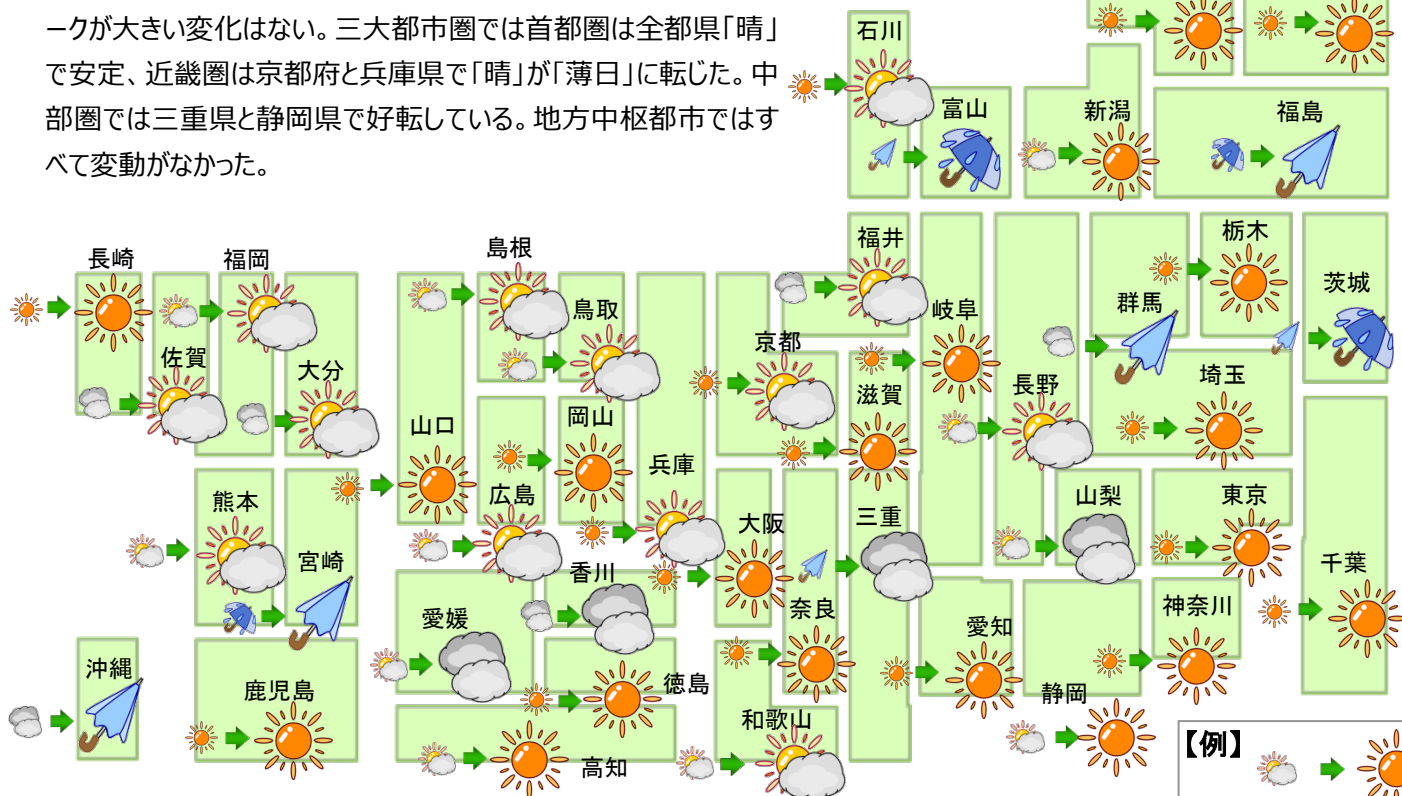 ークが大きい変化はない。三大都市圏では首都圏は全都県「晴」
で安定、近畿圏は京都府と兵庫県で「晴」が「薄日」に転じた。中
部圏では三重県と静岡県で好転している。地方中枢都市ではす
べて変動がなかった。
石川
富山
新潟
福島
長崎
福岡
島根
福井
栃木
鳥取
岐阜
群馬
茨城
佐賀
大分
京都
滋賀
長野
埼玉
山口
岡山
兵庫
熊本
広島
大阪
三重
山梨
東京
宮崎
香川
千葉
愛媛
奈良
愛知
神奈川
沖縄
鹿児島
徳島
静岡
和歌山
高知
【例】